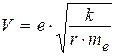 V = e · √(k / (r · mₑ))